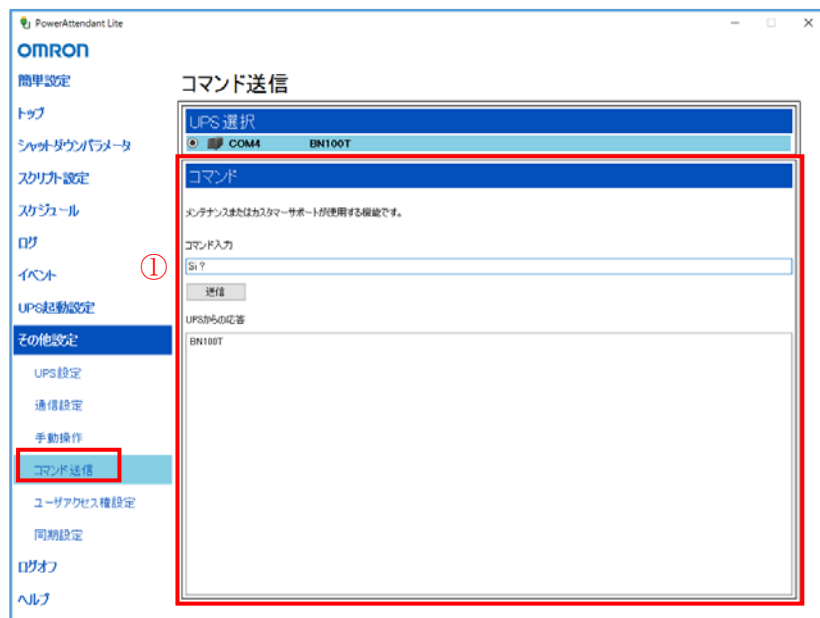 PowerAttendant Lite
OMRON
簡単設定
トップ
シャットダウンパラメータ
スクリプト設定
スケジュール
ログ
イベント
UPS起動設定
その他設定
UPS設定
通信設定
手動操作
コマンド送信
ユーザアクセス権設定
同期設定
ログオフ
ヘルプ
コマンド送信
UPS選択
COM4 BN100T
コマンド
メンテナンスまたはカスタマーサポートが使用する機能です。
コマンド入力
①
Si?
送信
UPSからの応答
BN100T